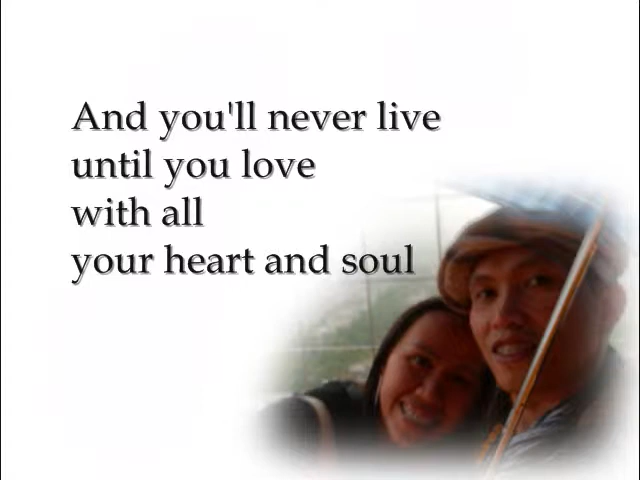 And you'll never live
until you love
with all
your heart and soul